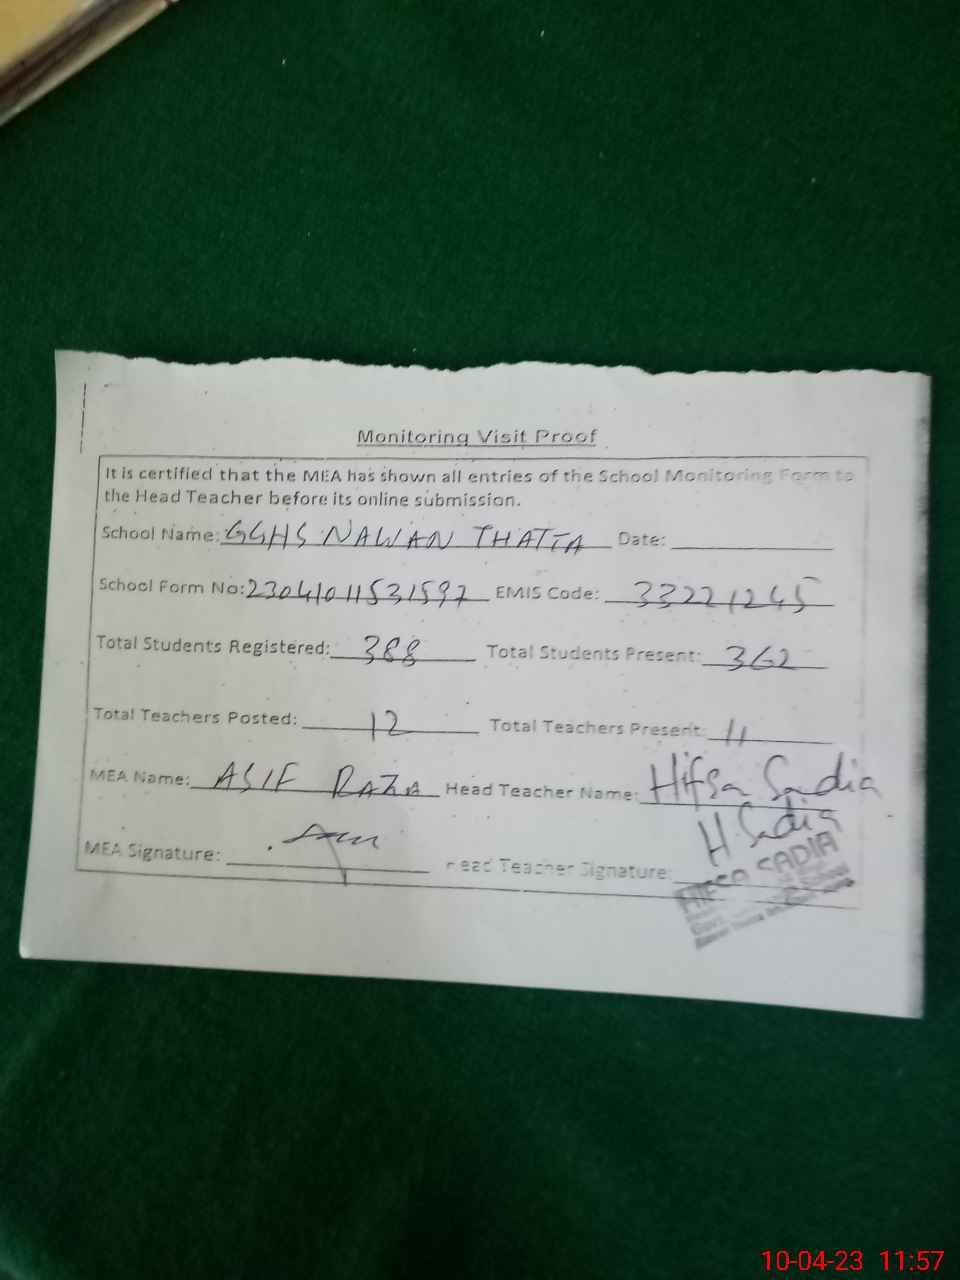 Monitoring Visit Proof
It is certified that the MEA has shown all entries of the School Monitoring Form to
the Head Teacher before its online submission.
School Name: GGHS NAWAN THATTA Date:
School Form No: 23041011531597 EMIS Code: 33221245
Total Students Registered: 388 Total Students Present: 362
Total Teachers Posted: 12 Total Teachers Present: 11
MEA Name: ASIF RAZA Head Teacher Name: Hifsa Sadia
H Sadia
MEA Signature: Head Teacher Signature:
SADIA
Govt
10-04-23 11:57